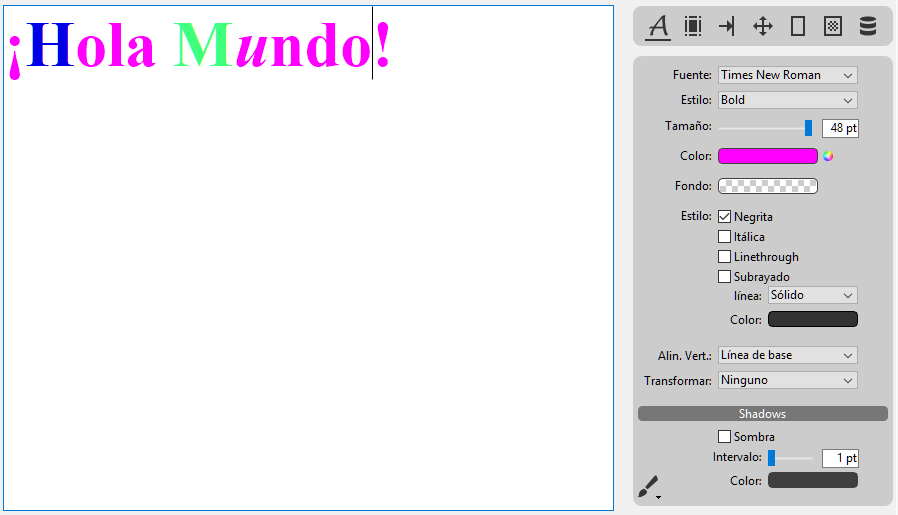 ¡Hola Mundo!
A
Fuente: Times New Roman
Estilo: Bold
Tamaño: 48 pt
Color:
Fondo:
Estilo: Negrita
Itálica
Linethrough
Subrayado
línea: Sólido
Color:
Alin. Vert.: Línea de base
Transformar: Ninguno
Shadows
Sombra
Intervalo: 1 pt
Color: